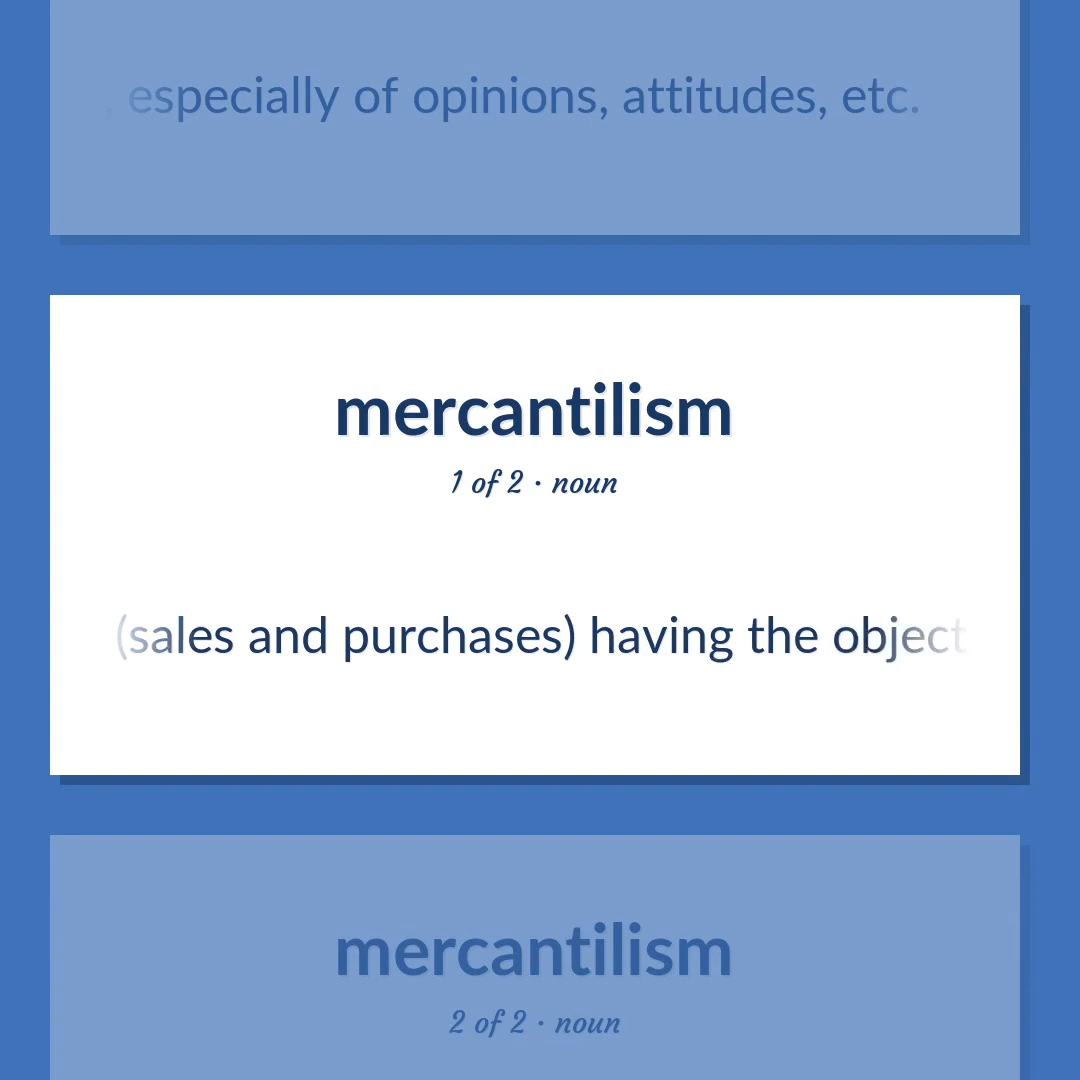 , especially of opinions, attitudes, etc.
mercantilism
1 of 2 · noun
(sales and purchases) having the object
mercantilism
2 of 2 · noun